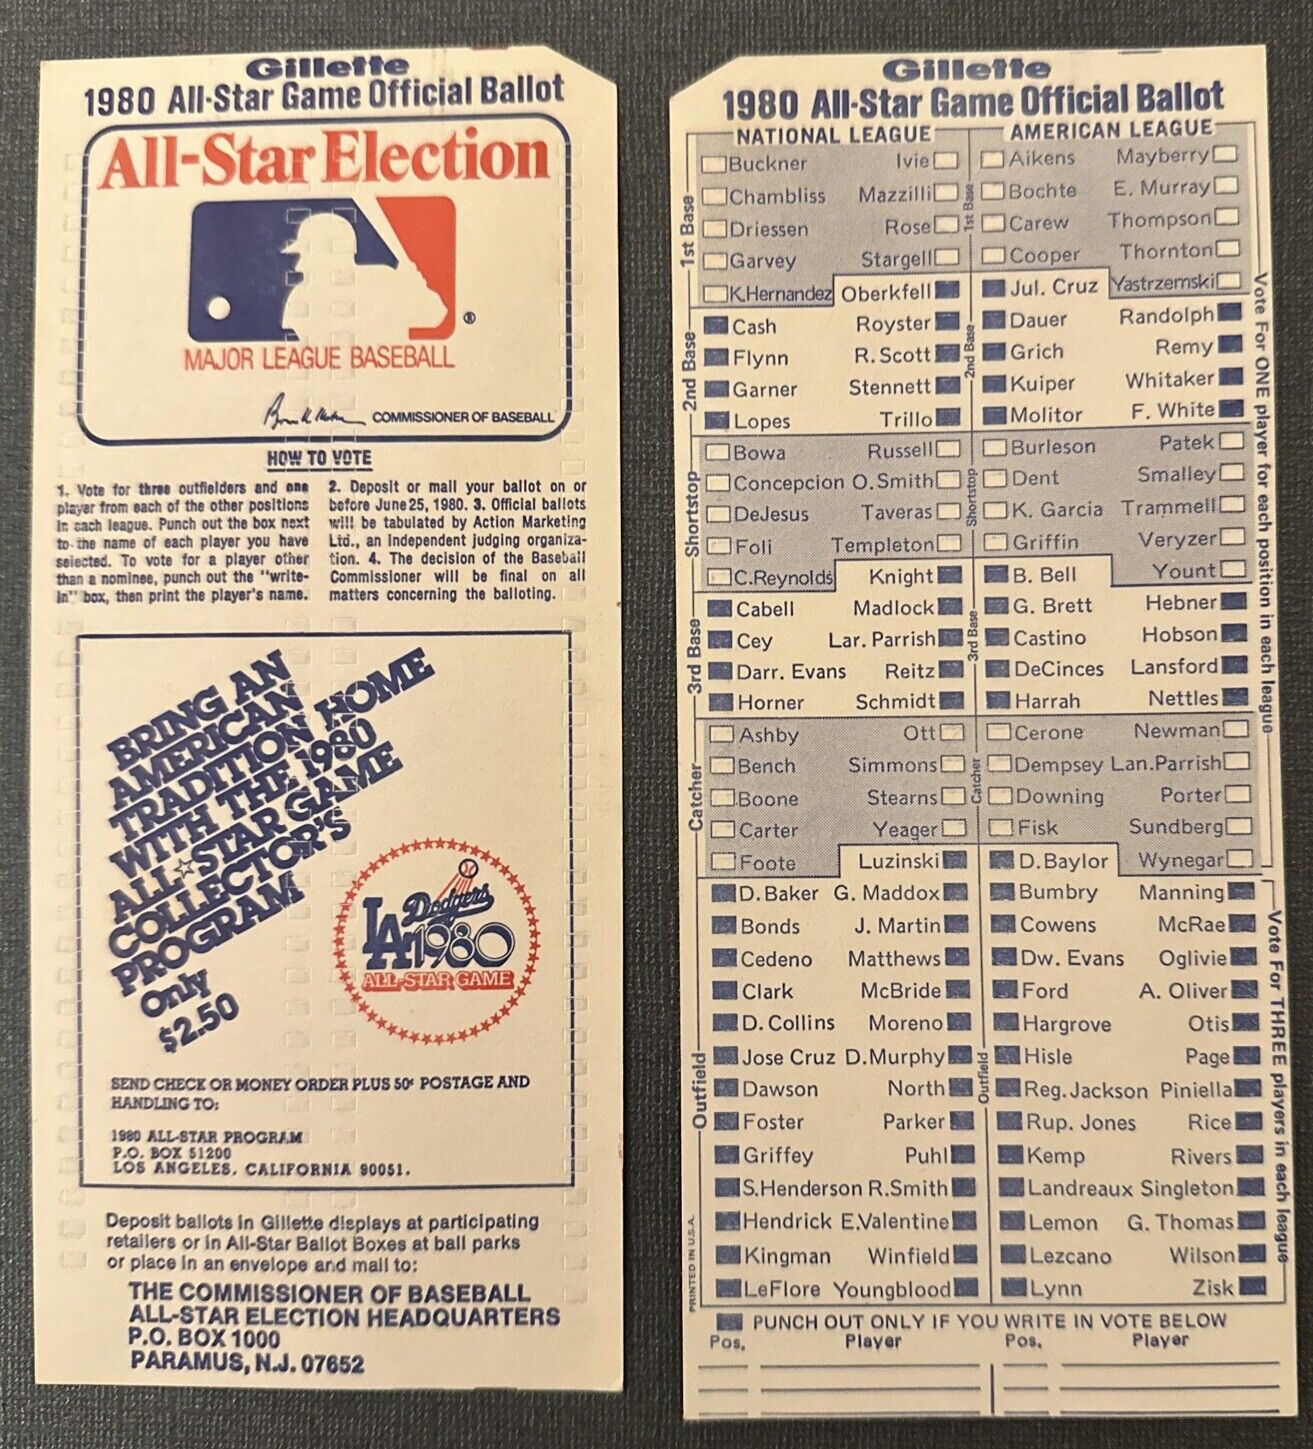 Gillette
1980 All-Star Game Official Ballot
All-Star Election
®
MAJOR LEAGUE BASEBALL
COMMISSIONER OF BASEBALL
HOW TO VOTE
1. Vote for three outfielders and one
player from each of the other positions
in each league. Punch out the box next
to the name of each player you have
selected. To vote for a player other
than a nominee, punch out the "write-
in" box, then print the player's name.
2. Deposit or mail your ballot on or
before June 25, 1980. 3. Official ballots
will be tabulated by Action Marketing
Ltd., an independent judging organiza-
tion. 4. The decision of the Baseball
Commissioner will be final on all
matters concerning the balloting.
BRING AN
AMERICAN
TRADITION HOME
WITH THE 1980
ALL☆STAR GAME
COLLECTOR'S
PROGRAM
Only
$2.50
LA Dodgers
1980
ALL-STAR GAME
SEND CHECK OR MONEY ORDER PLUS 50¢ POSTAGE AND
HANDLING TO:
1980 ALL-STAR PROGRAM
P.O. BOX 51200
LOS ANGELES, CALIFORNIA 90051.
Deposit ballots in Gillette displays at participating
retailers or in All-Star Ballot Boxes at ball parks
or place in an envelope and mail to:
THE COMMISSIONER OF BASEBALL
ALL-STAR ELECTION HEADQUARTERS
P.O. BOX 1000
PARAMUS, N.J. 07652
Gillette
1980 All-Star Game Official Ballot
NATIONAL LEAGUE AMERICAN LEAGUE
1st Base
1st Base
Buckner Ivie Aikens Mayberry
Chambliss Mazzilli Bochte E. Murray
Driessen Rose Carew Thompson
Garvey Stargell Cooper Thornton
K.Hernandez Oberkfell Jul. Cruz Yastrzemski
2nd Base
2nd Base
Cash Royster Dauer Randolph
Flynn R. Scott Grich Remy
Garner Stennett Kuiper Whitaker
Lopes Trillo Molitor F. White
Shortstop
Shortstop
Bowa Russell Burleson Patek
Concepcion O. Smith Dent Smalley
DeJesus Taveras K. Garcia Trammell
Foli Templeton Griffin Veryzer
C.Reynolds Knight B. Bell Yount
3rd Base
3rd Base
Cabell Madlock G. Brett Hebner
Cey Lar. Parrish Castino Hobson
Darr. Evans Reitz DeCinces Lansford
Horner Schmidt Harrah Nettles
Catcher
Catcher
Ashby Ott Cerone Newman
Bench Simmons Dempsey Lan.Parrish
Boone Stearns Downing Porter
Carter Yeager Fisk Sundberg
Foote Luzinski D. Baylor Wynegar
Outfield
Outfield
D. Baker G. Maddox Bumbry Manning
Bonds J. Martin Cowens McRae
Cedeno Matthews Dw. Evans Oglivie
Clark McBride Ford A. Oliver
D. Collins Moreno Hargrove Otis
Jose Cruz D.Murphy Hisle Page
Dawson North Reg. Jackson Piniella
Foster Parker Rup. Jones Rice
Griffey Puhl Kemp Rivers
S.Henderson R.Smith Landreaux Singleton
Hendrick E.Valentine Lemon G. Thomas
Kingman Winfield Lezcano Wilson
LeFlore Youngblood Lynn Zisk
Vote For ONE player for each position in each league
Vote For THREE players in each league
PRINTED IN U.S.A.
PUNCH OUT ONLY IF YOU WRITE IN VOTE BELOW
Pos. Player Pos. Player